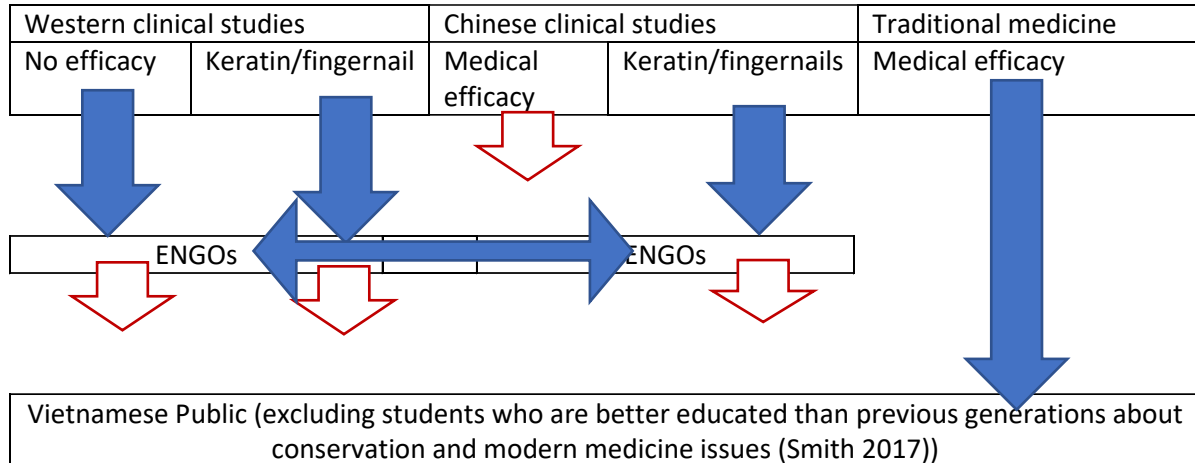 Western clinical studies
Chinese clinical studies
Traditional medicine
No efficacy
Keratin/fingernail
Medical
efficacy
Keratin/fingernails
Medical efficacy
ENGOs
ENGOs
Vietnamese Public (excluding students who are better educated than previous generations about
conservation and modern medicine issues (Smith 2017))